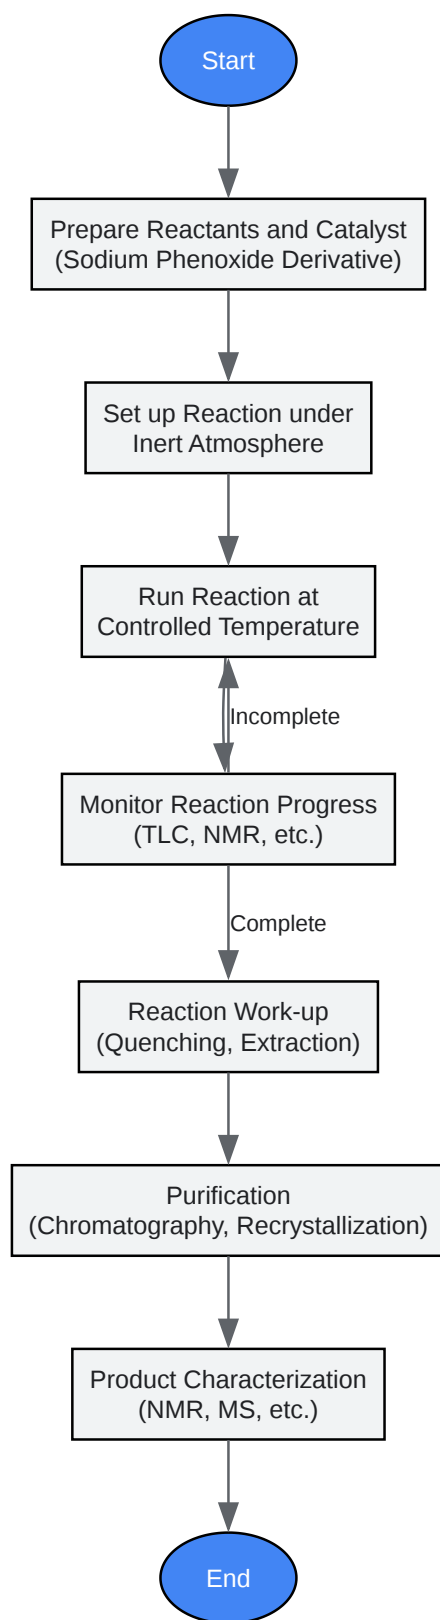 Start
Prepare Reactants and Catalyst
(Sodium Phenoxide Derivative)
Set up Reaction under
Inert Atmosphere
Run Reaction at
Controlled Temperature
Incomplete
Monitor Reaction Progress
(TLC, NMR, etc.)
Complete
Reaction Work-up
(Quenching, Extraction)
Purification
(Chromatography, Recrystallization)
Product Characterization
(NMR, MS, etc.)
End